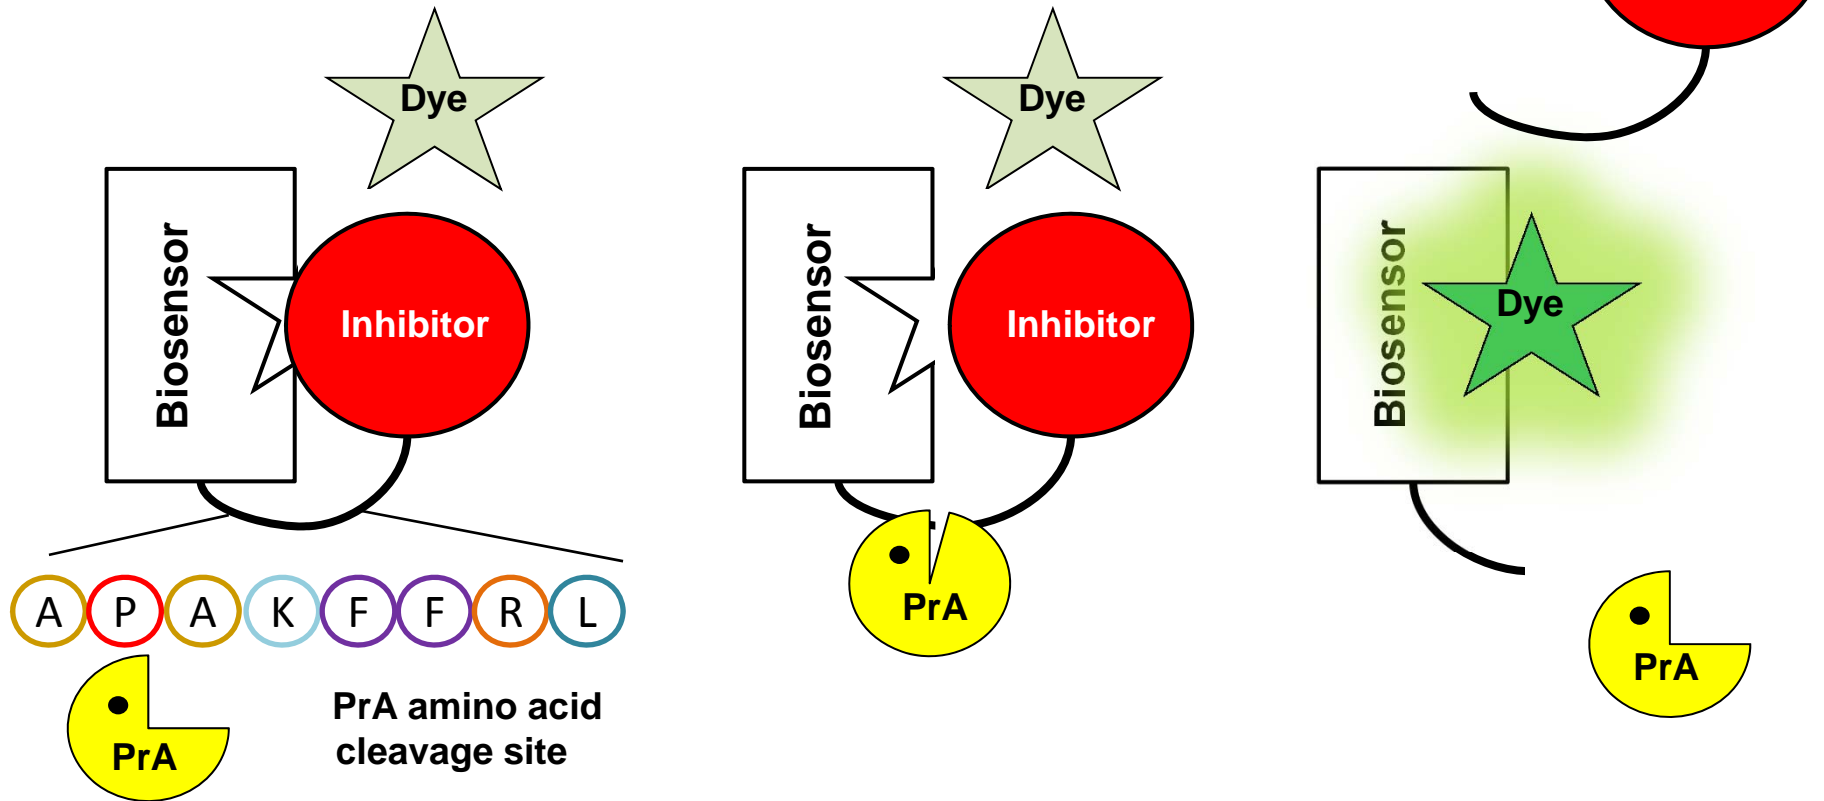 Dye
Biosensor
Inhibitor
A P A K F F R L
PrA
PrA amino acid
cleavage site
Dye
Biosensor
Inhibitor
PrA
Biosensor
Dye
PrA